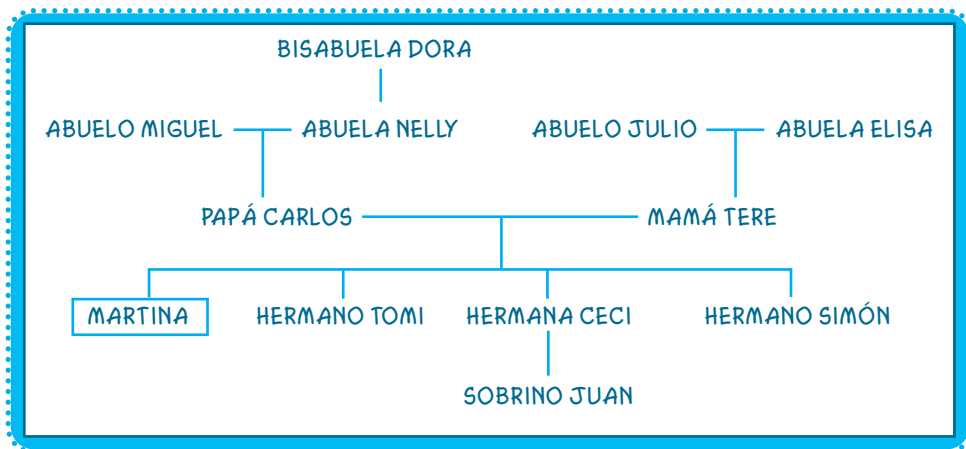 BISABUELA DORA
ABUELO MIGUEL ABUELA NELLY ABUELO JULIO ABUELA ELISA
PAPÁ CARLOS MAMÁ TERE
MARTINA HERMANO TOMI HERMANA CECI HERMANO SIMÓN
SOBRINO JUAN